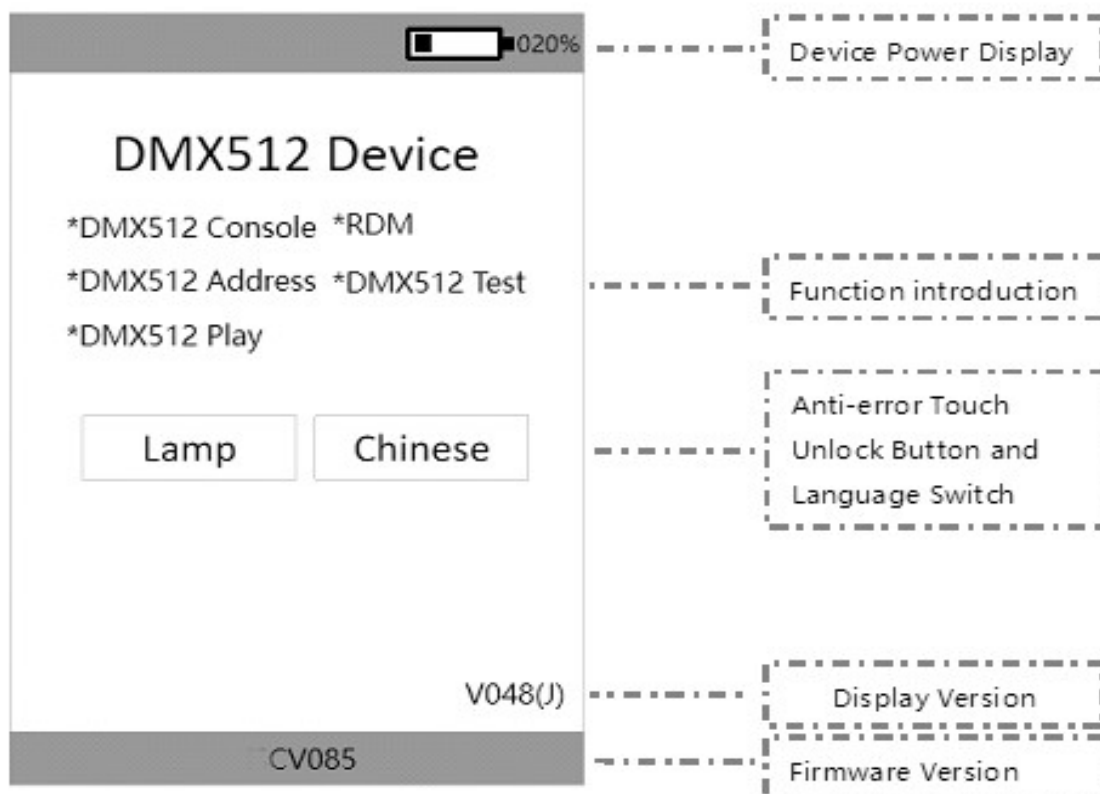 020%
Device Power Display
DMX512 Device
*DMX512 Console *RDM
*DMX512 Address *DMX512 Test
Function introduction
*DMX512 Play
Anti-error Touch
Lamp Chinese
Unlock Button and
Language Switch
V048(J)
Display Version
CV085
Firmware Version